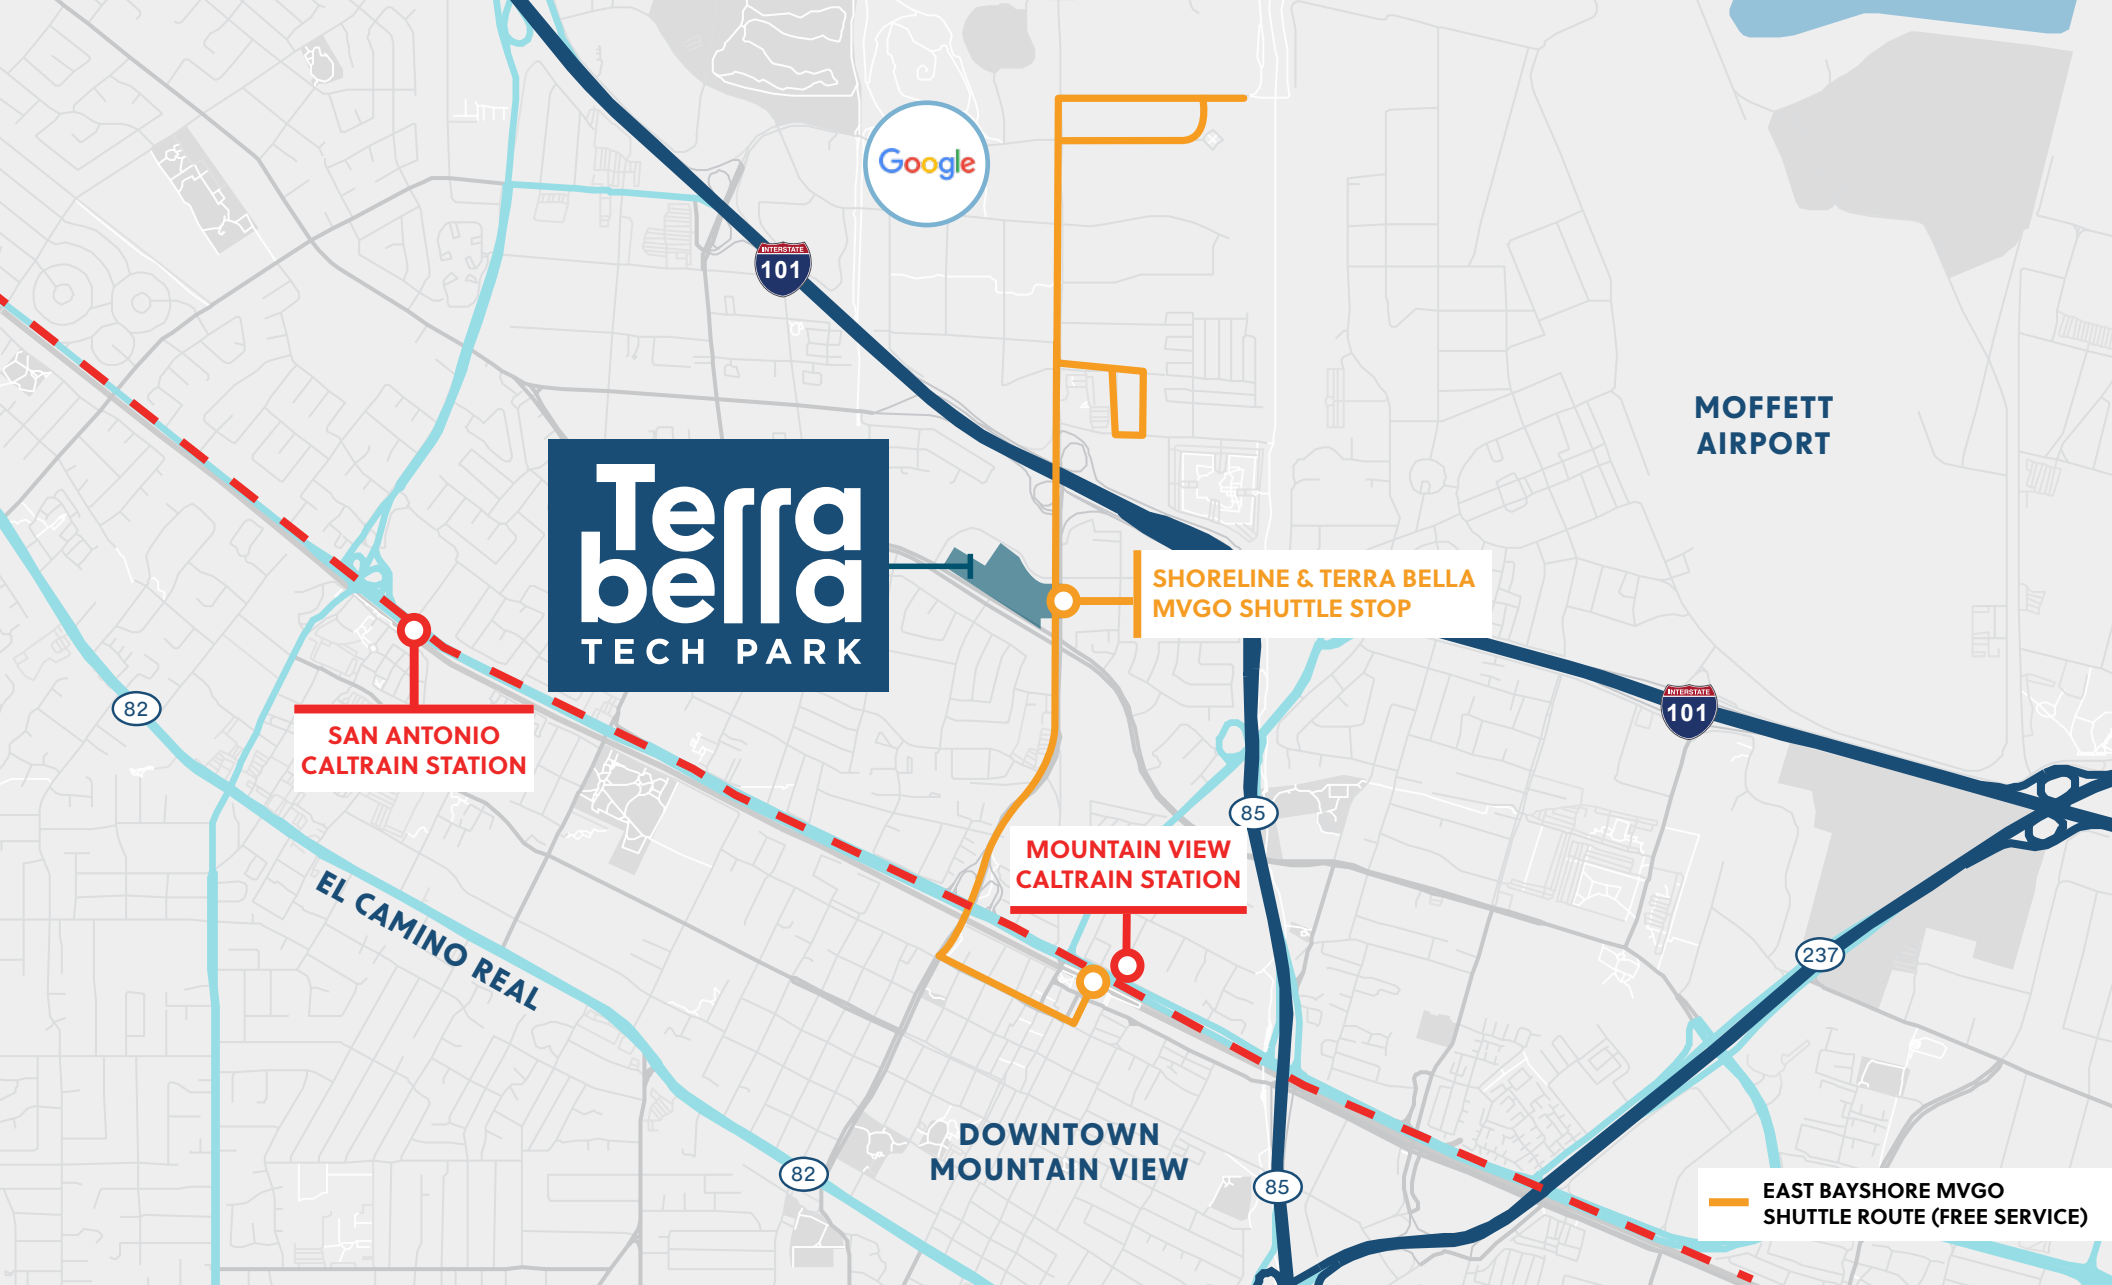 Google
INTERSTATE
101
MOFFETT
AIRPORT
Terra
bella
TECH PARK
SHORELINE & TERRA BELLA
MVGO SHUTTLE STOP
82
SAN ANTONIO
CALTRAIN STATION
INTERSTATE
101
85
MOUNTAIN VIEW
CALTRAIN STATION
EL CAMINO REAL
237
DOWNTOWN
MOUNTAIN VIEW
82
85
EAST BAYSHORE MVGO
SHUTTLE ROUTE (FREE SERVICE)